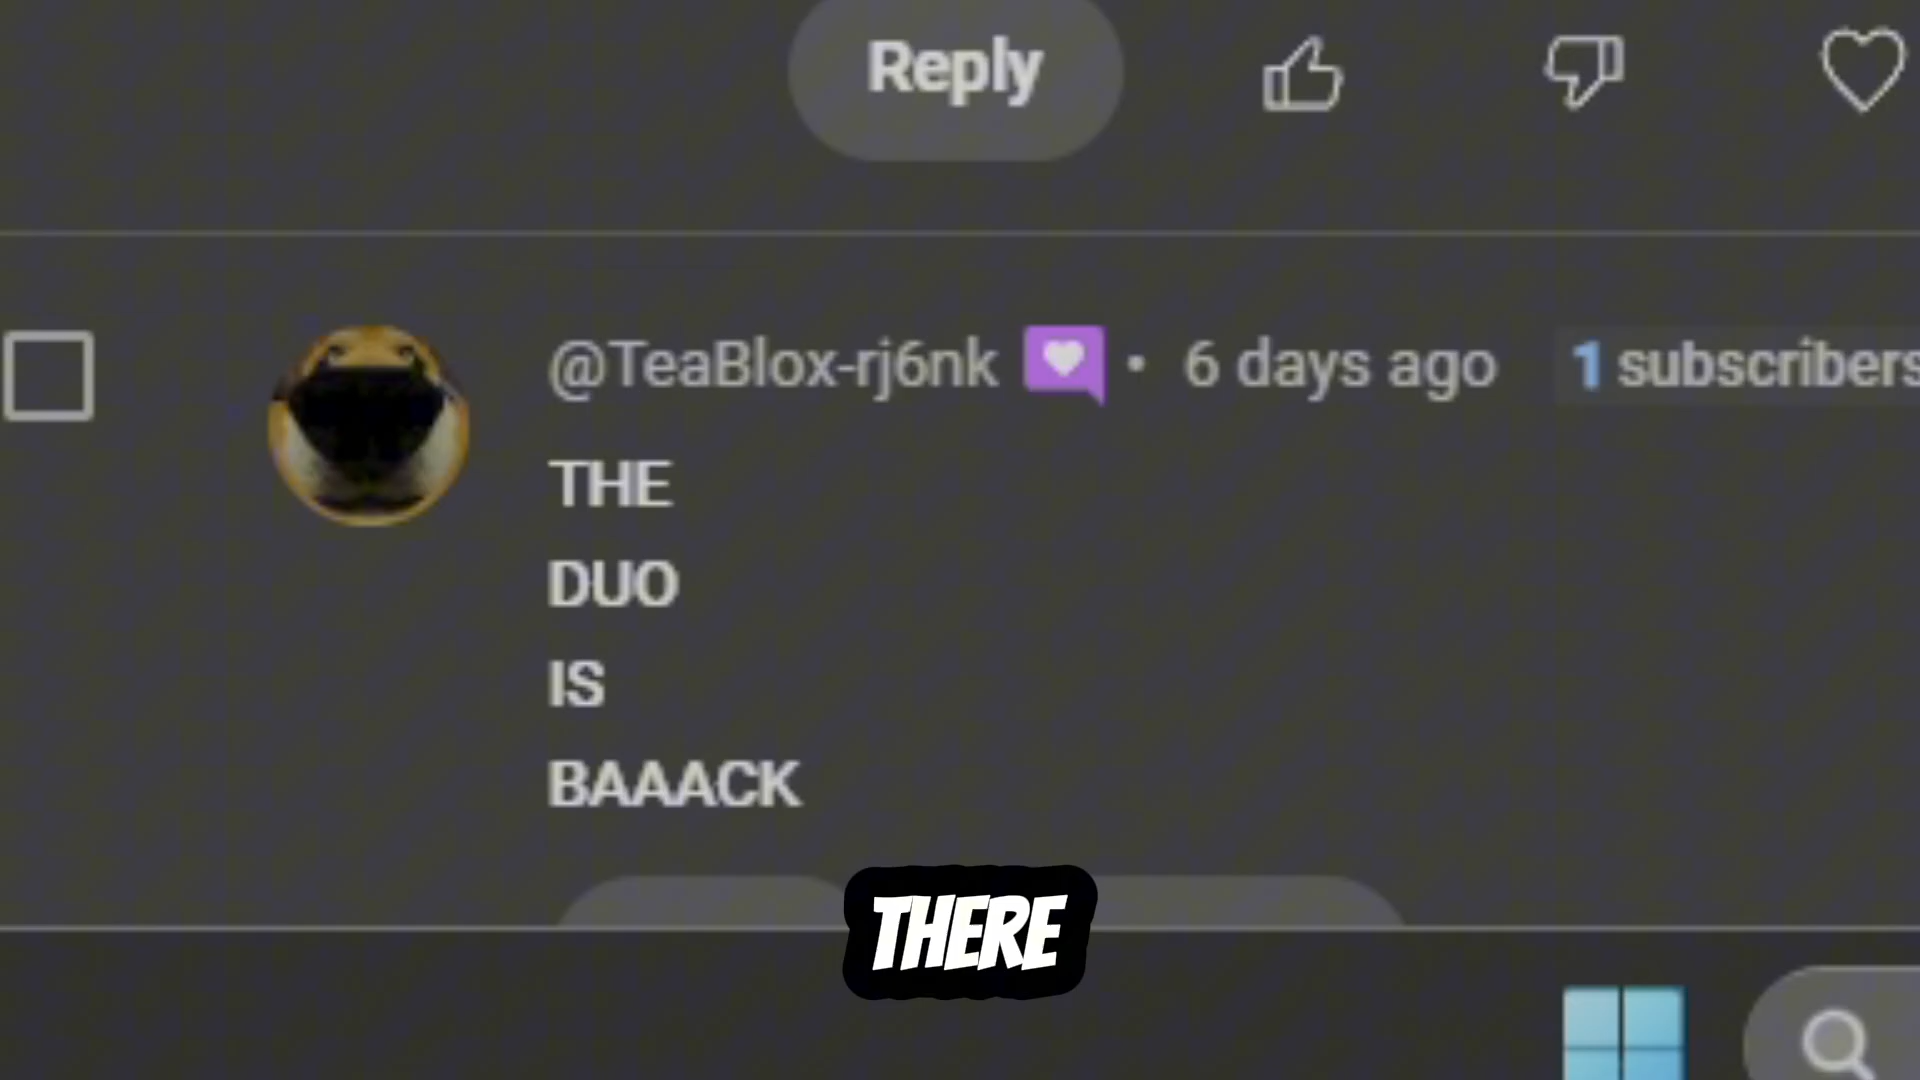 Reply
@TeaBlox-rj6nk • 6 days ago 1 subscribers
THE
DUO
IS
BAAACK
THERE